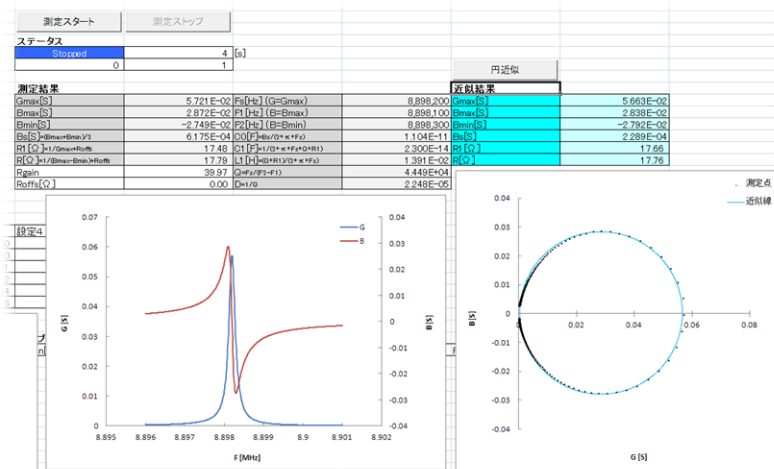 測定スタート 測定ストップ
ステータス
Stopped 4 [s]
0 1
円近似
測定結果 近似結果
Gmax[S] 5.721E-02 Fs[Hz] (G=Gmax) 8,898,200 Gmax[S] 5.663E-02
Bmax[S] 2.872E-02 F1 [Hz] (B=Bmax) 8,898,100 Bmax[S] 2.838E-02
Bmin[S] -2.749E-02 F2[Hz] (B=Bmin) 8,898,300 Bmin[S] -2.792E-02
Bs[S]=(Bmax+Bmin)/2 6.175E-04 C0[F]=Bs/(2*π*Fs) 1.104E-11 Bs[S] 2.289E-04
R1[Ω]=1/Gmax+Roffs 17.48 C1[F]=1/(2*π*Fs*Q*R1) 2.300E-14 R1[Ω] 17.66
R[Ω]=1/(Bmax-Bmin)+Roffs 17.79 L1[H]=(Q*R1)/(2*π*Fs) 1.391E-02 R[Ω] 17.76
Rgain 39.97 Q=Fs/(F2-F1) 4.449E+04
Roffs[Ω] 0.00 D=1/Q 2.248E-05
設定4
0.07
0.06
0.05
0.04
0.03
0.02
0.01
0
G [S]
0.04
0.03
0.02
0.01
0
-0.01
-0.02
-0.03
-0.04
B [S]
G
B
8.895 8.896 8.897 8.898 8.899 8.9 8.901 8.902
F [MHz]
測定点
近似線
0.04
0.03
0.02
0.01
0
-0.01
-0.02
-0.03
-0.04
B [S]
0 0.02 0.04 0.06 0.08
G [S]